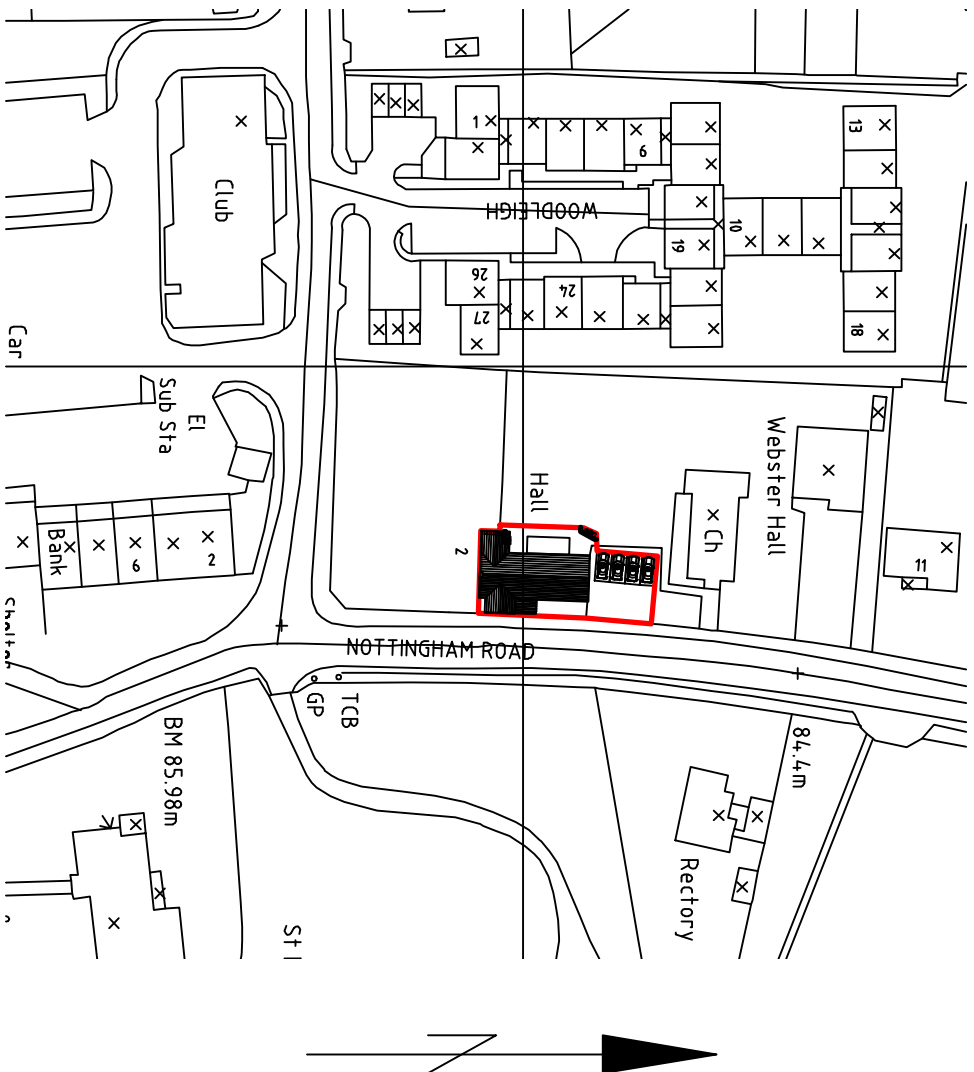 1
9
13
WOODLEIGH
Club
10
19
26
24
27
18
Car
El
Sub Sta
Webster Hall
Hall
Ch
Bank
6
2
2
11
NOTTINGHAM ROAD
GP
TCB
BM 85.98m
84.4m
Rectory